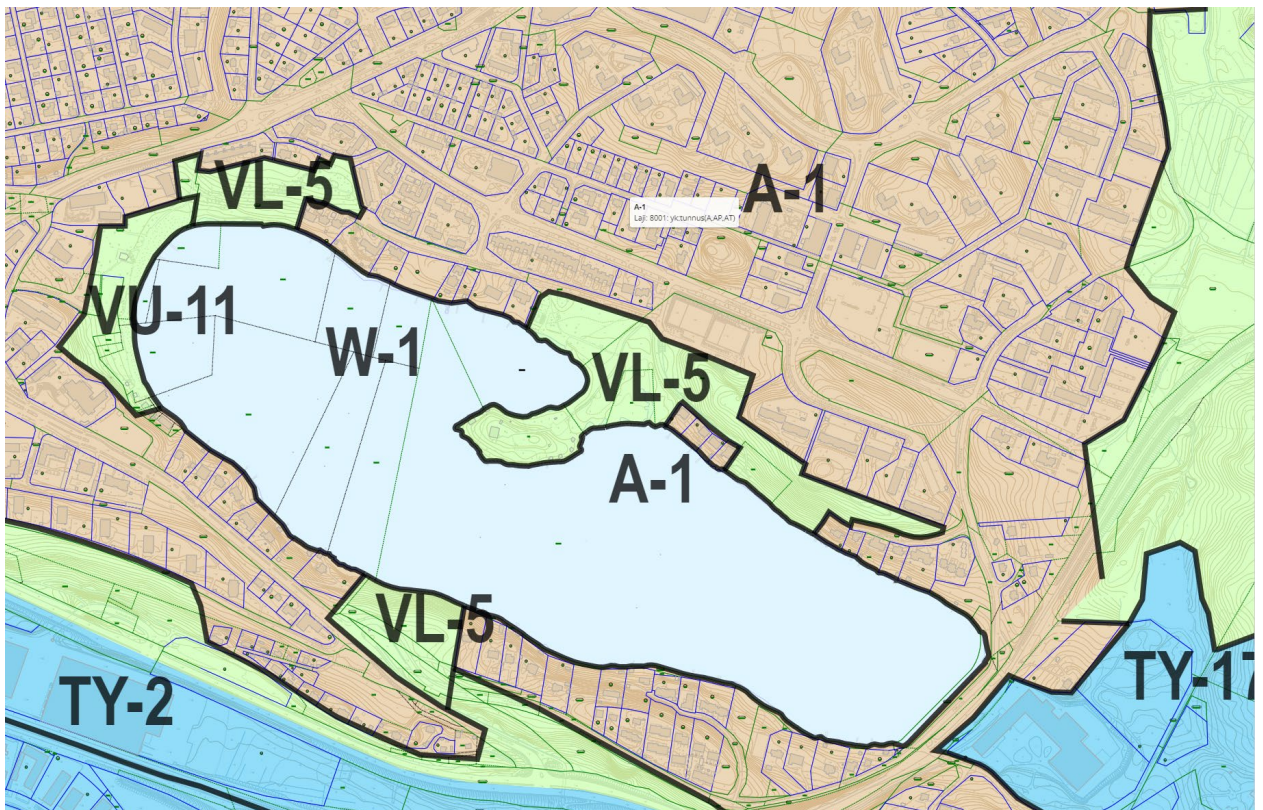 VL-5
A-1
A-1
Laji: 8001: yk:tunnus(A,AP,AT)
VU-11
W-1
VL-5
A-1
VL-5
TY-2
TY-17